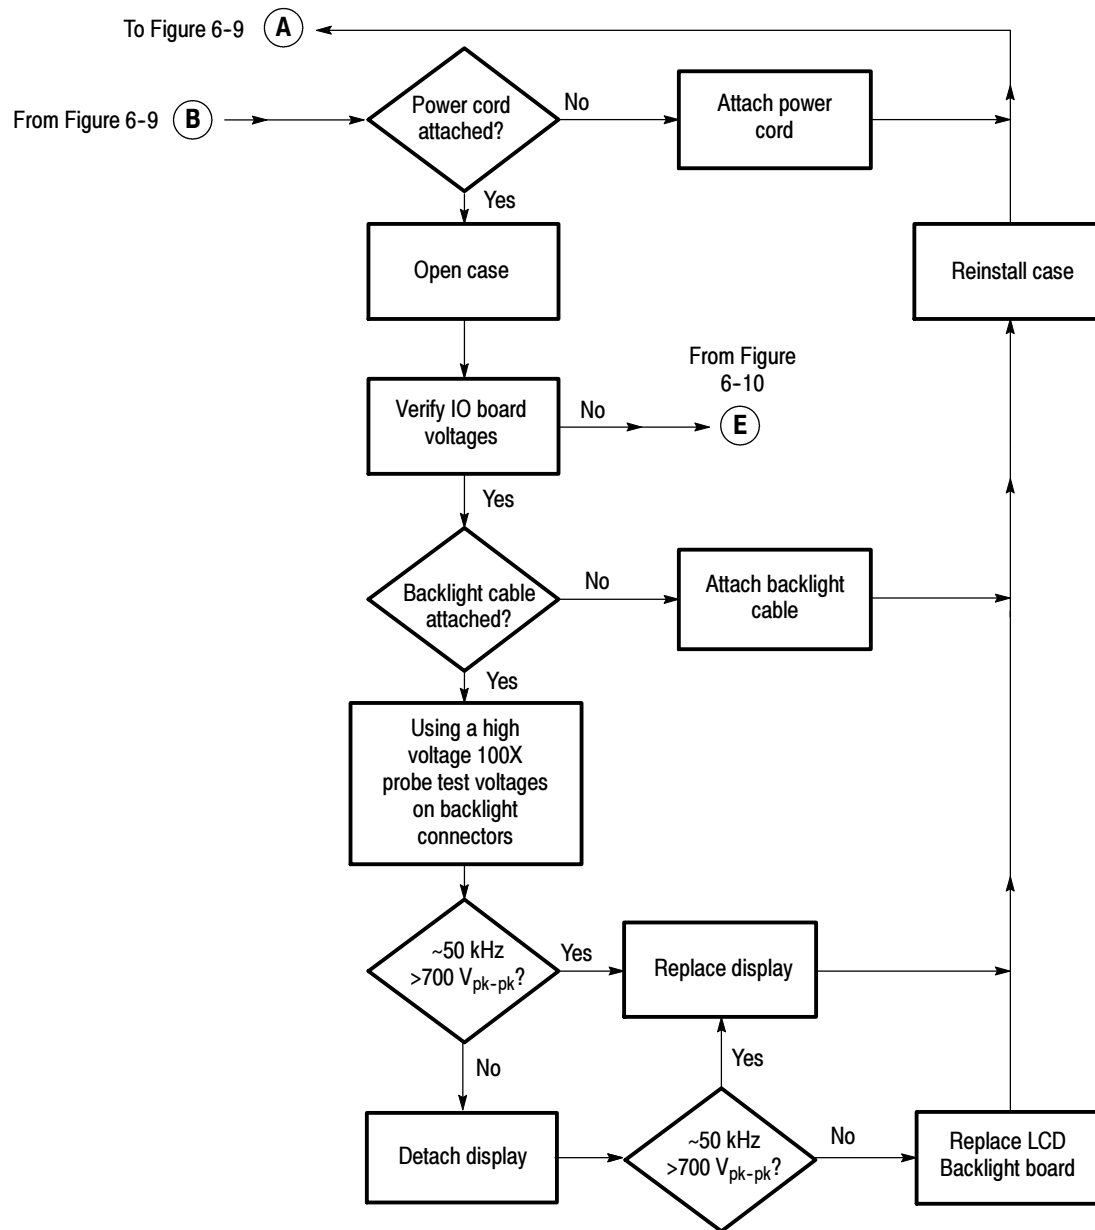 To Figure 6-9 A
From Figure 6-9 B
Power cord
attached?
No
Attach power
cord
Yes
Open case
Reinstall case
From Figure
6-10
E
Verify IO board
voltages
No
Yes
Backlight cable
attached?
No
Attach backlight
cable
Yes
Using a high
voltage 100X
probe test voltages
on backlight
connectors
~50 kHz
>700 Vpk-pk?
Yes
Replace display
No
Yes
Detach display
~50 kHz
>700 Vpk-pk?
No
Replace LCD
Backlight board